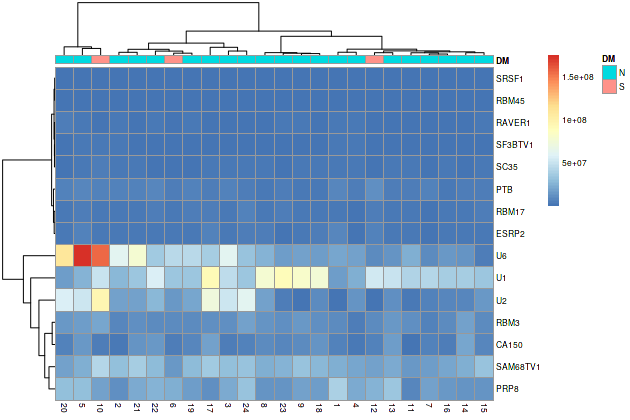 DM
DM
N
S
1.5e+08
1e+08
5e+07
SRSF1
RBM45
RAVER1
SF3BTV1
SC35
PTB
RBM17
ESRP2
U6
U1
U2
RBM3
CA150
SAM68TV1
PRP8
20 5 10 2 21 22 6 19 17 3 24 8 23 9 18 1 4 12 13 11 7 16 14 15